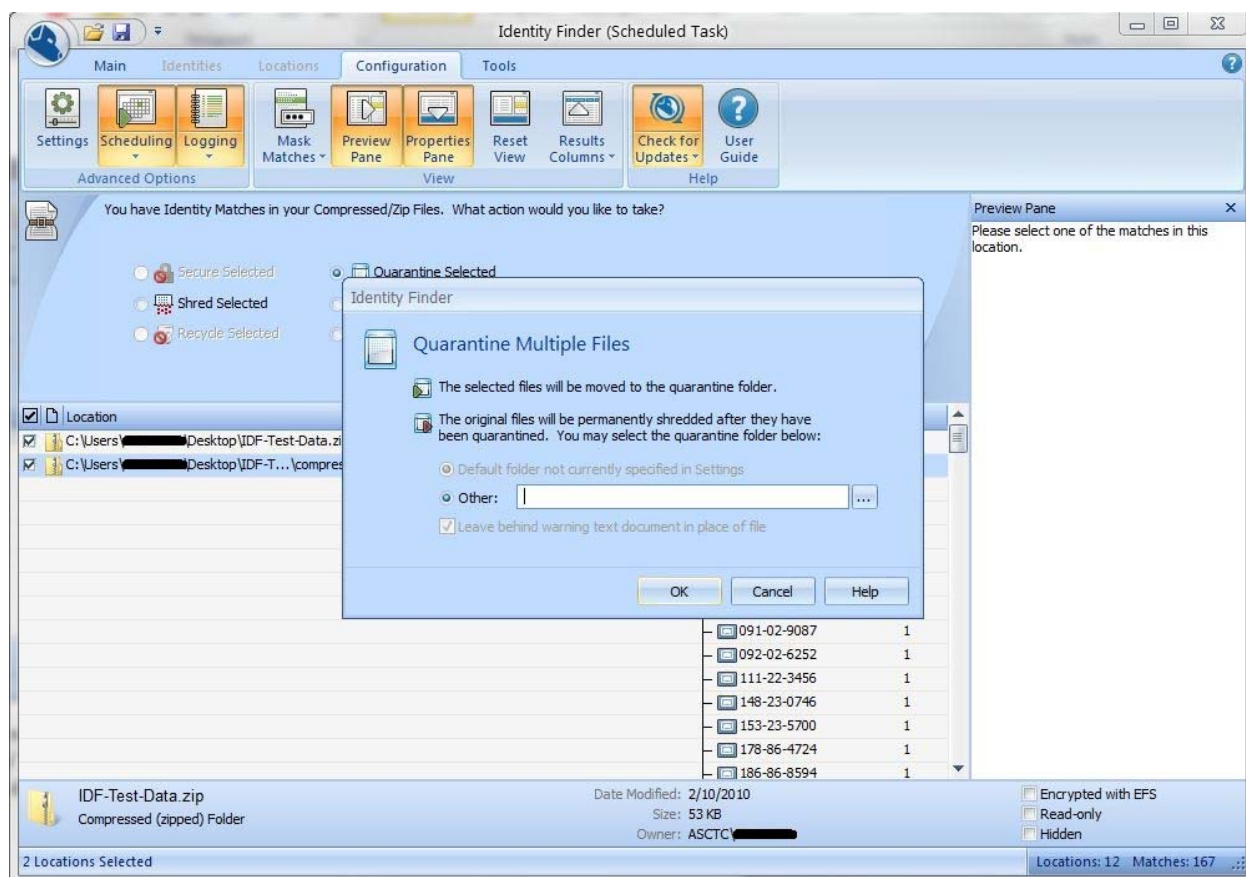 Identity Finder (Scheduled Task)
Main Identities Locations Configuration Tools
Settings Scheduling Logging Mask Matches Preview Pane Properties Pane Reset View Results Columns Check for Updates User Guide
Advanced Options View Help
You have Identity Matches in your Compressed/Zip Files. What action would you like to take?
Preview Pane
Please select one of the matches in this
location.
Secure Selected Quarantine Selected
Shred Selected
Recycle Selected
Identity Finder
Quarantine Multiple Files
The selected files will be moved to the quarantine folder.
The original files will be permanently shredded after they have
been quarantined. You may select the quarantine folder below:
Default folder not currently specified in Settings
Other: ...
Leave behind warning text document in place of file
OK Cancel Help
Location
C:\Users\ \Desktop\IDF-Test-Data.zi
C:\Users\ \Desktop\IDF-T...\compres
091-02-9087 1
092-02-6252 1
111-22-3456 1
148-23-0746 1
153-23-5700 1
178-86-4724 1
186-86-8594 1
IDF-Test-Data.zip
Compressed (zipped) Folder
Date Modified: 2/10/2010
Size: 53 KB
Owner: ASCTC\
Encrypted with EFS
Read-only
Hidden
2 Locations Selected
Locations: 12 Matches: 167